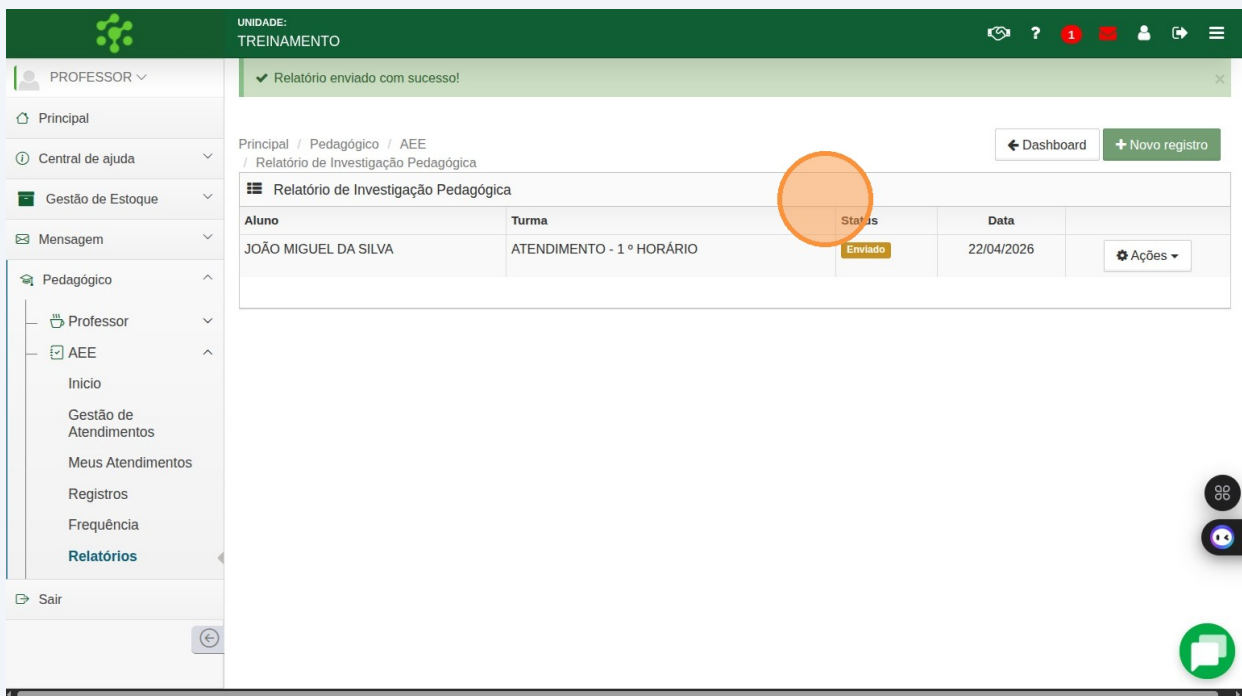 UNIDADE:
TREINAMENTO
? 1
PROFESSOR
Relatório enviado com sucesso! ×
Principal
Central de ajuda
Gestão de Estoque
Mensagem
Pedagógico
Professor
AEE
Inicio
Gestão de
Atendimentos
Meus Atendimentos
Registros
Frequência
Relatórios
Sair
Principal / Pedagógico / AEE
/ Relatório de Investigação Pedagógica
Dashboard
Novo registro
Relatório de Investigação Pedagógica
Aluno Turma Status Data
JOÃO MIGUEL DA SILVA ATENDIMENTO - 1 º HORÁRIO Enviado 22/04/2026 Ações